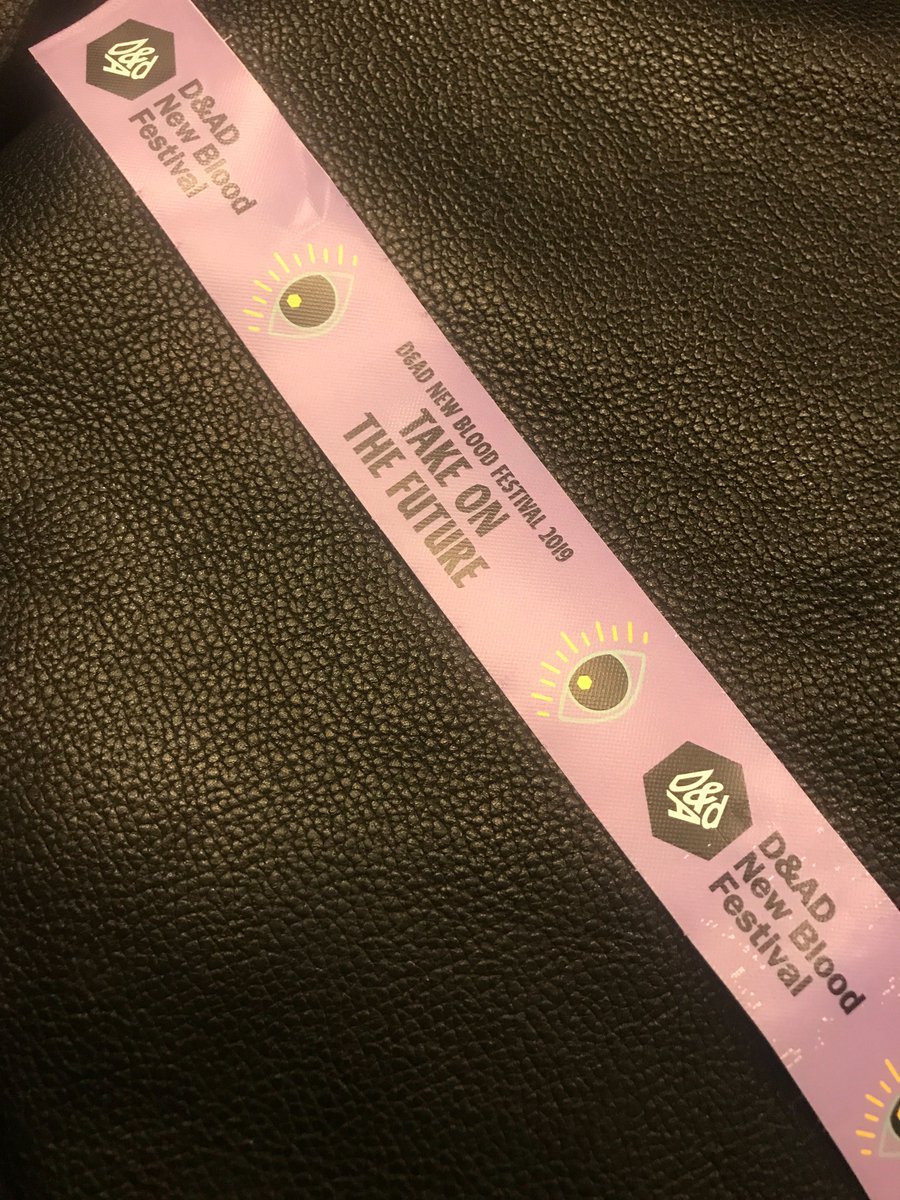 D&AD
D&AD
New Blood
Festival
D&AD NEW BLOOD FESTIVAL 2019
TAKE ON
THE FUTURE
D&AD
D&AD
New Blood
Festival